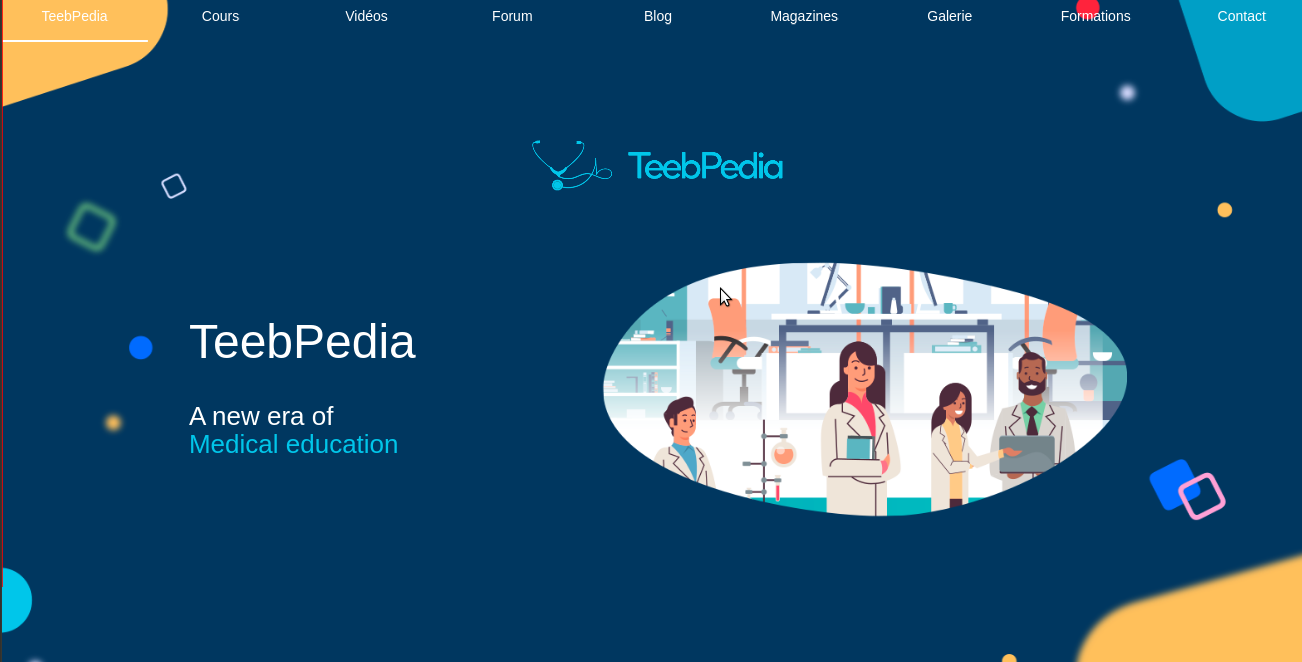 TeebPedia Cours Vidéos Forum Blog Magazines Galerie Formations Contact
TeebPedia
TeebPedia
A new era of
Medical education